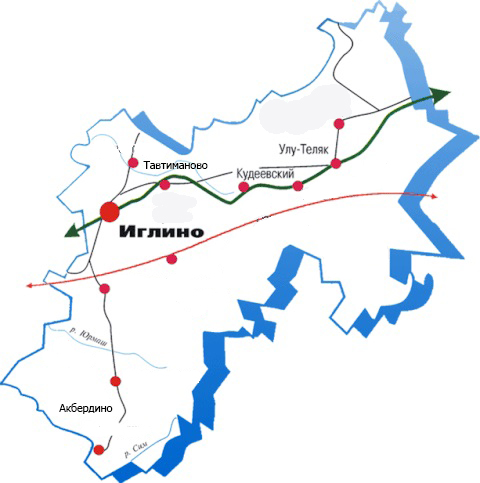 Улу-Теляк
Тавтиманово
Кудеевский
Иглино
р. Юрмаш
Акбердино
р. Сим